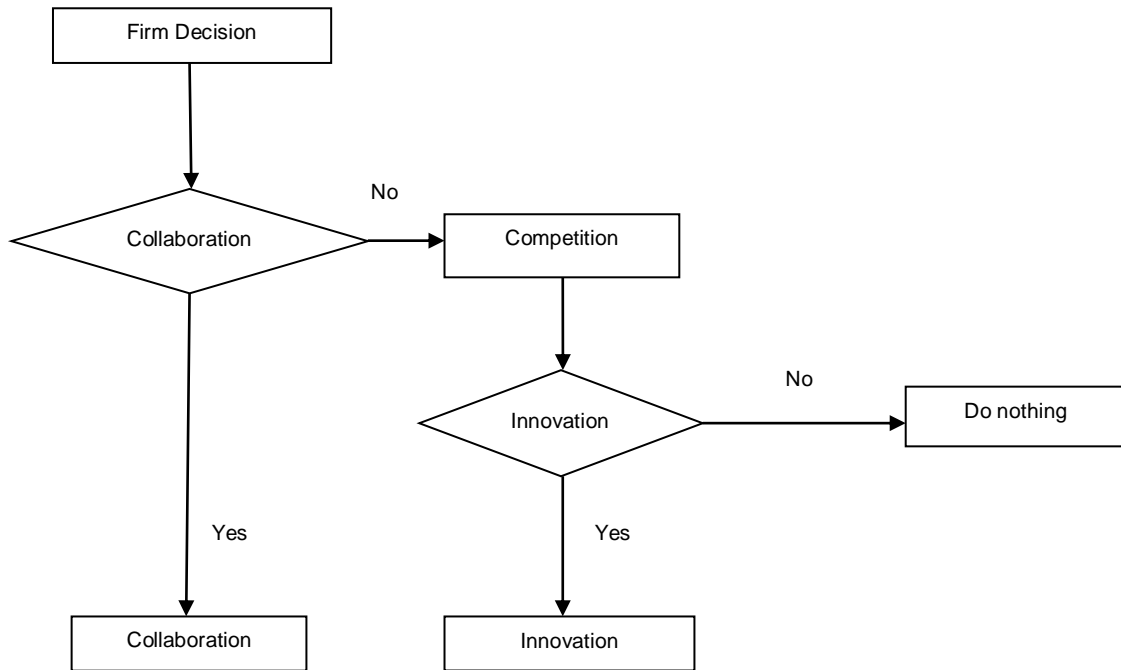 Firm Decision
No
Collaboration
Competition
No
Do nothing
Innovation
Yes
Yes
Collaboration
Innovation